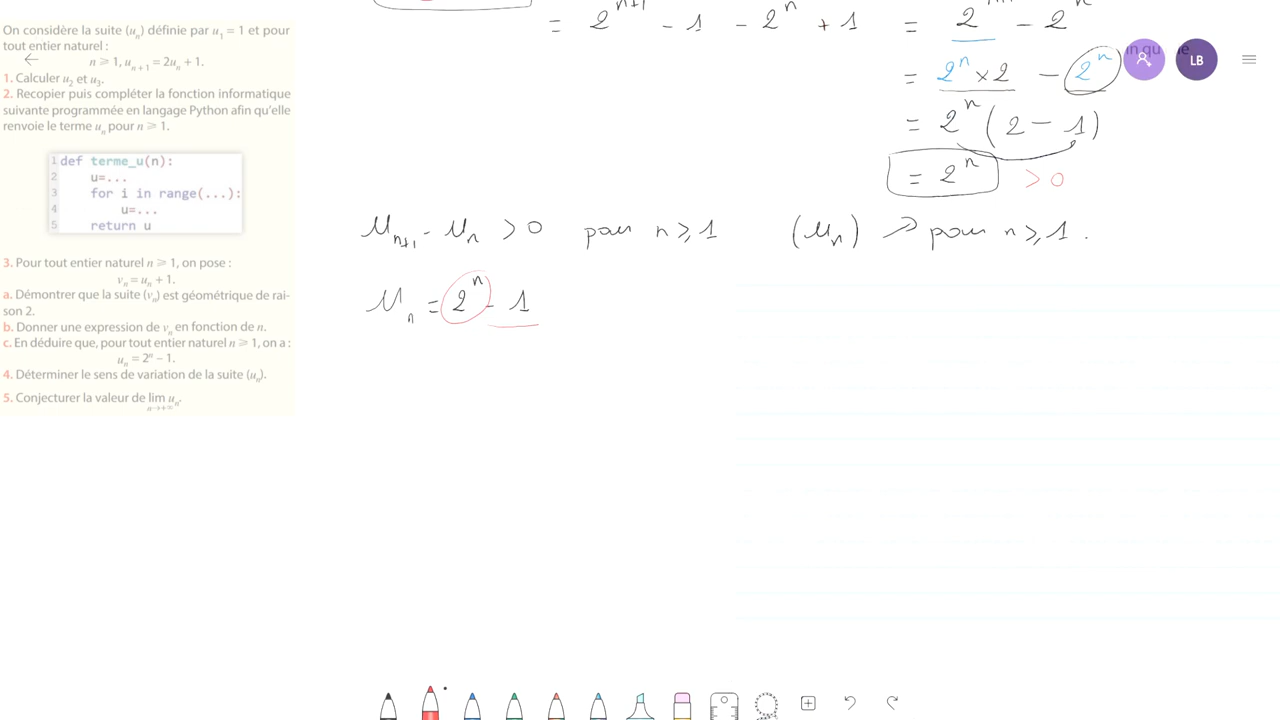 On considère la suite (uₙ) définie par u₁ = 1 et pour
tout entier naturel :
← n ⩾ 1, uₙ₊₁ = 2uₙ + 1.
1. Calculer u₂ et u₃.
2. Recopier puis compléter la fonction informatique
suivante programmée en langage Python afin qu'elle
renvoie le terme uₙ pour n ⩾ 1.
1 def terme_u(n):
2 u=...
3 for i in range(...):
4 u=...
5 return u
3. Pour tout entier naturel n ⩾ 1, on pose :
vₙ = uₙ + 1.
a. Démontrer que la suite (vₙ) est géométrique de rai-
son 2.
b. Donner une expression de vₙ en fonction de n.
c. En déduire que, pour tout entier naturel n ⩾ 1, on a :
uₙ = 2ⁿ – 1.
4. Déterminer le sens de variation de la suite (uₙ).
5. Conjecturer la valeur de lim uₙ.
n→+∞
= 2ⁿ⁺¹ - 1 - 2ⁿ + 1 = 2ⁿ⁺¹ - 2ⁿ
= 2ⁿ × 2 - 2ⁿ
= 2ⁿ (2 - 1)
= 2ⁿ > 0
uₙ₊₁ - uₙ > 0 pour n ⩾ 1 (uₙ) ↗ pour n ⩾ 1.
uₙ = 2ⁿ - 1
LB